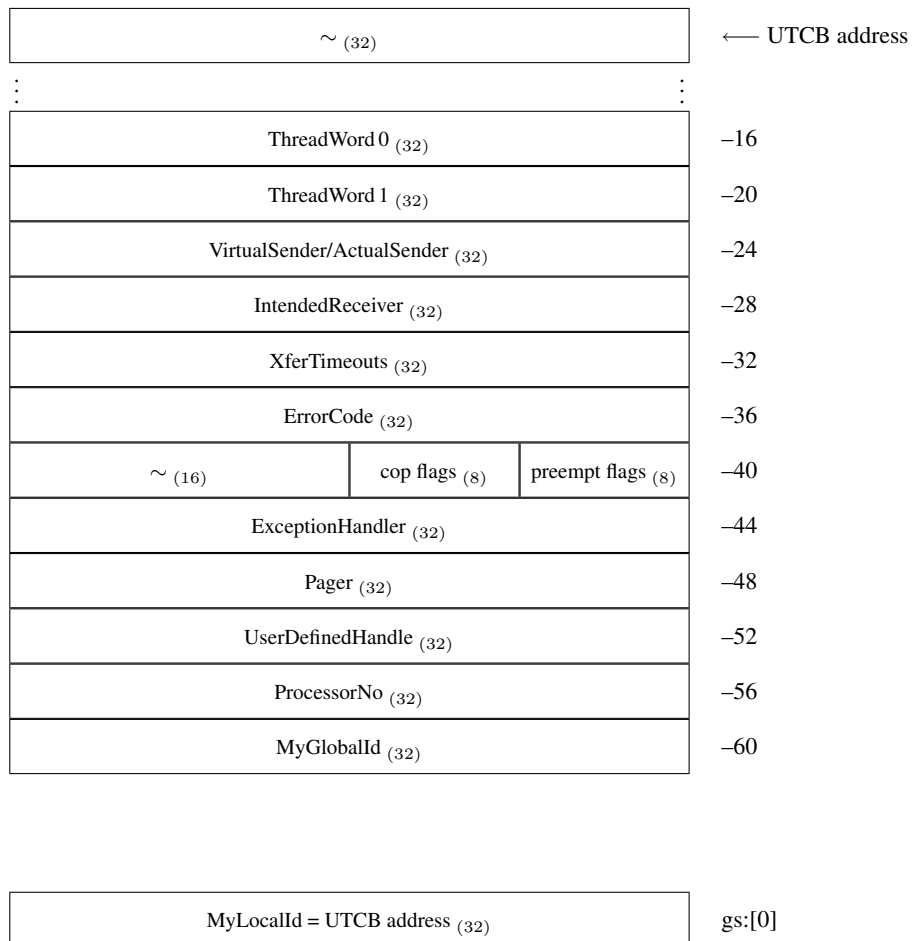 ~ (32) ⟵ UTCB address
⋮ ⋮
ThreadWord 0 (32) –16
ThreadWord 1 (32) –20
VirtualSender/ActualSender (32) –24
IntendedReceiver (32) –28
XferTimeouts (32) –32
ErrorCode (32) –36
~ (16) cop flags (8) preempt flags (8) –40
ExceptionHandler (32) –44
Pager (32) –48
UserDefinedHandle (32) –52
ProcessorNo (32) –56
MyGlobalId (32) –60
MyLocalId = UTCB address (32) gs:[0]